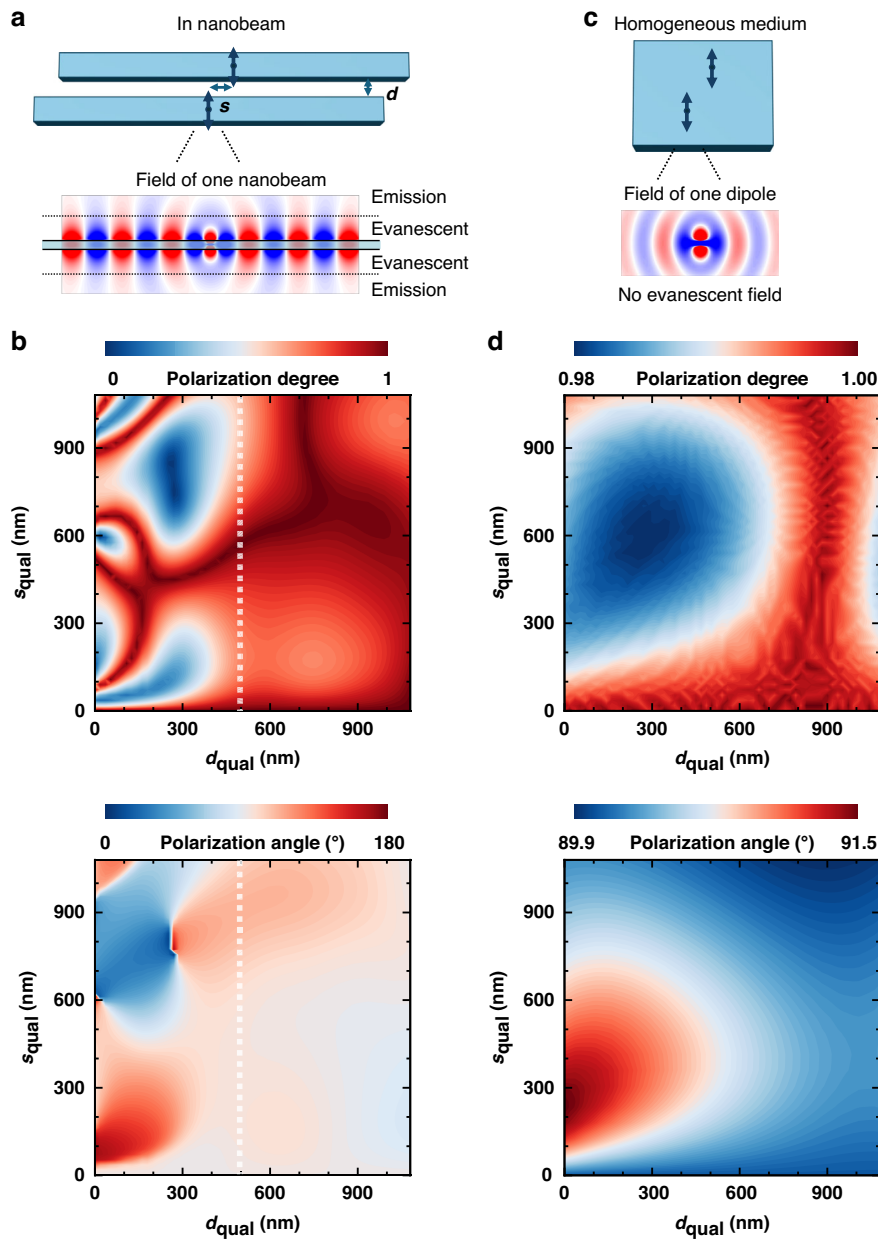 a
In nanobeam
s
d
Field of one nanobeam
Emission
Evanescent
Evanescent
Emission
c
Homogeneous medium
Field of one dipole
No evanescent field
b
0 Polarization degree 1
900
600
300
0
s_qual (nm)
0 300 600 900
d_qual (nm)
0 Polarization angle (°) 180
900
600
300
0
s_qual (nm)
0 300 600 900
d_qual (nm)
d
0.98 Polarization degree 1.00
900
600
300
0
s_qual (nm)
0 300 600 900
d_qual (nm)
89.9 Polarization angle (°) 91.5
900
600
300
0
s_qual (nm)
0 300 600 900
d_qual (nm)